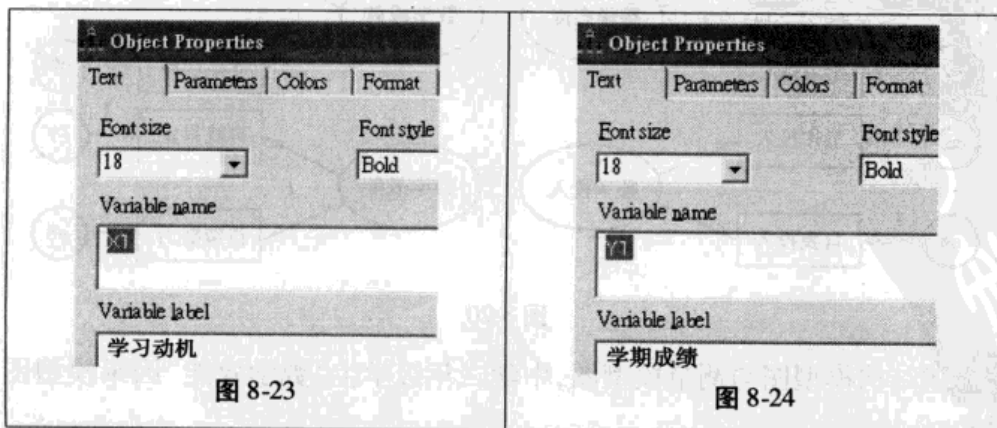 Object Properties
Text Parameters Colors Format
Font size Font style
18 Bold
Variable name
X1
Variable label
学习动机
图 8-23
Object Properties
Text Parameters Colors Format
Font size Font style
18 Bold
Variable name
Y1
Variable label
学期成绩
图 8-24